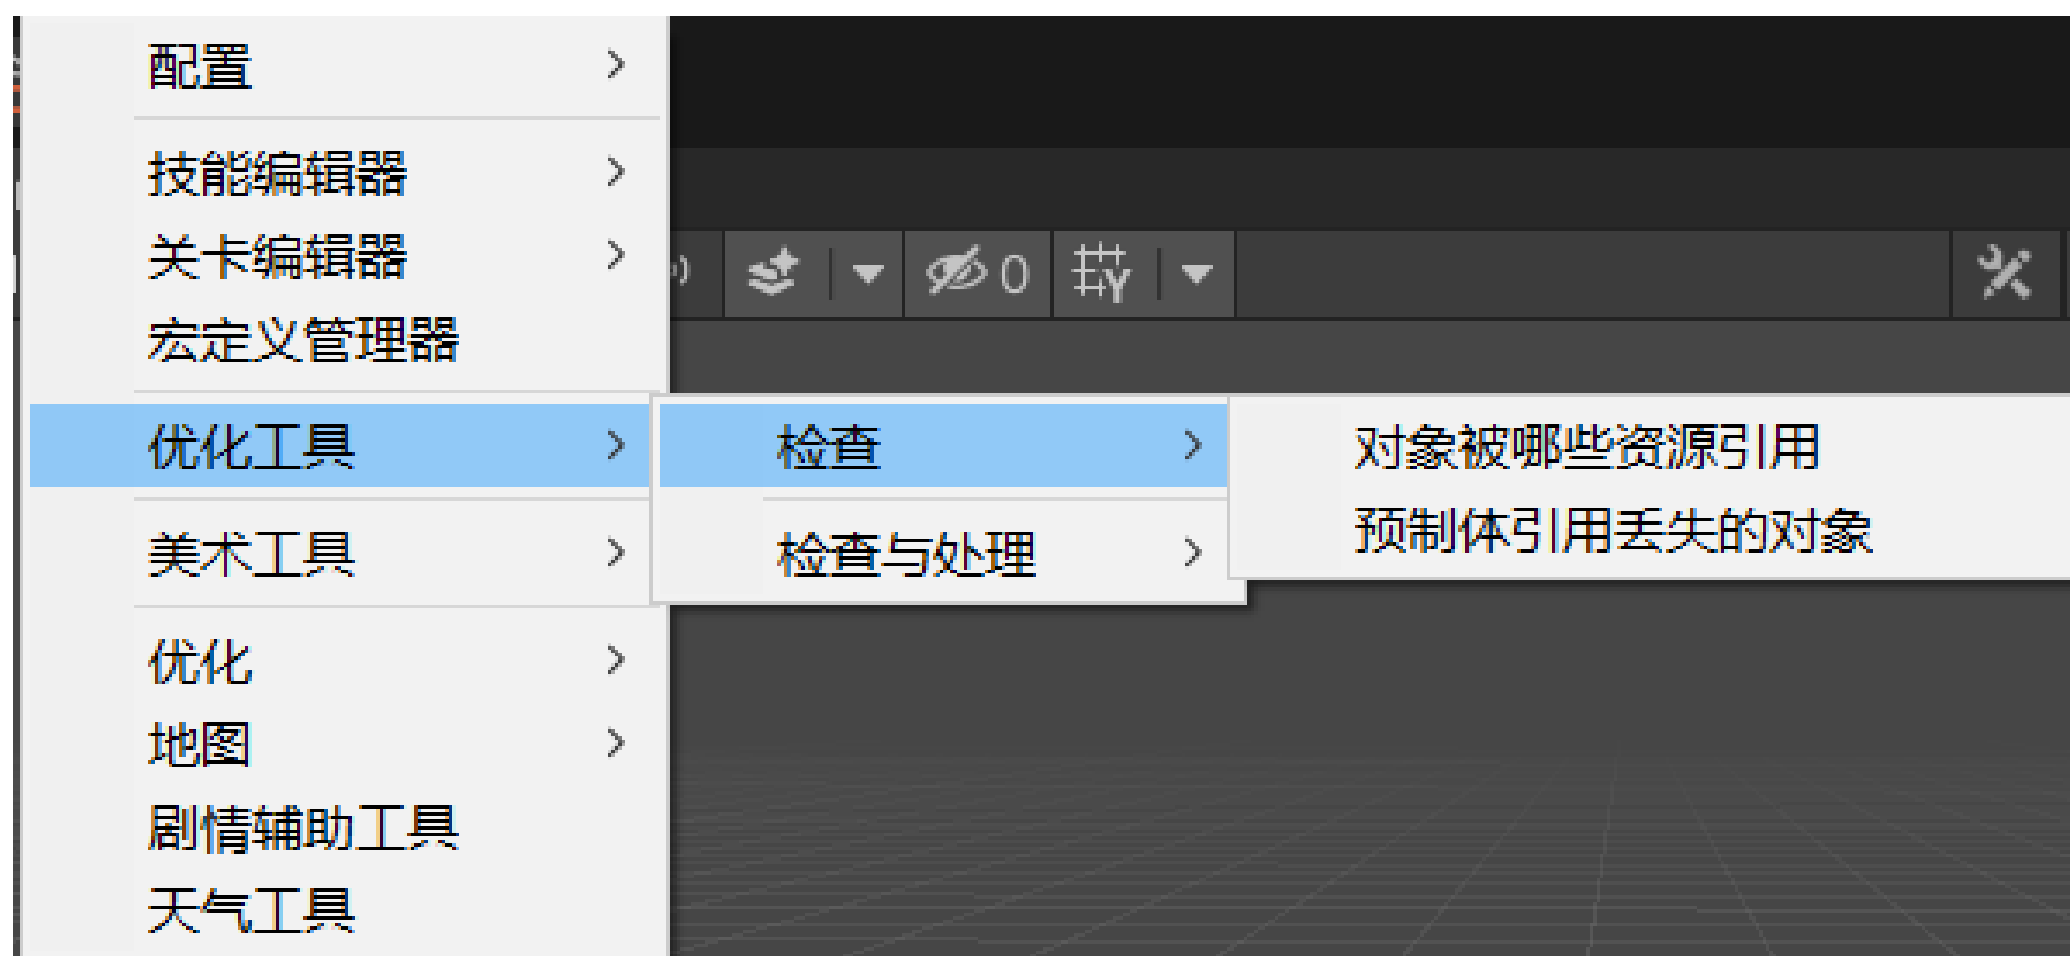 配置
技能编辑器
关卡编辑器
0
宏定义管理器
优化工具
检查
对象被哪些资源引用
预制体引用丢失的对象
美术工具
检查与处理
优化
地图
剧情辅助工具
天气工具